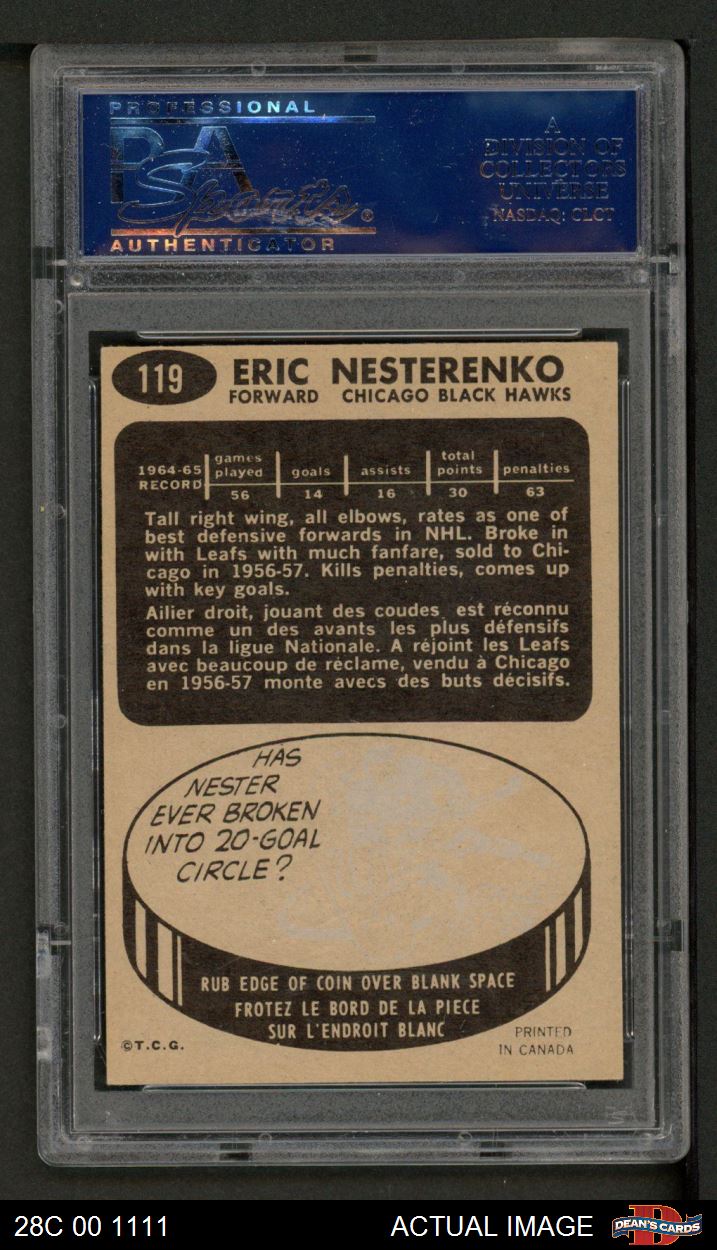 PROFESSIONAL
PSA
Sports ®
AUTHENTICATOR
A
DIVISION OF
COLLECTORS
UNIVERSE
NASDAQ: CLCT
119
ERIC NESTERENKO
FORWARD CHICAGO BLACK HAWKS
1964-65 RECORD games played goals assists total points penalties
56 14 16 30 63
Tall right wing, all elbows, rates as one of
best defensive forwards in NHL. Broke in
with Leafs with much fanfare, sold to Chi-
cago in 1956-57. Kills penalties, comes up
with key goals.
Ailier droit, jouant des coudes est réconnu
comme un des avants les plus défensifs
dans la ligue Nationale. A réjoint les Leafs
avec beaucoup de réclame, vendu à Chicago
en 1956-57 monte avecs des buts décisifs.
HAS
NESTER
EVER BROKEN
INTO 20-GOAL
CIRCLE?
RUB EDGE OF COIN OVER BLANK SPACE
FROTEZ LE BORD DE LA PIECE
SUR L'ENDROIT BLANC
©T.C.G.
PRINTED
IN CANADA
28C 00 1111
ACTUAL IMAGE
D
DEAN'S CARDS